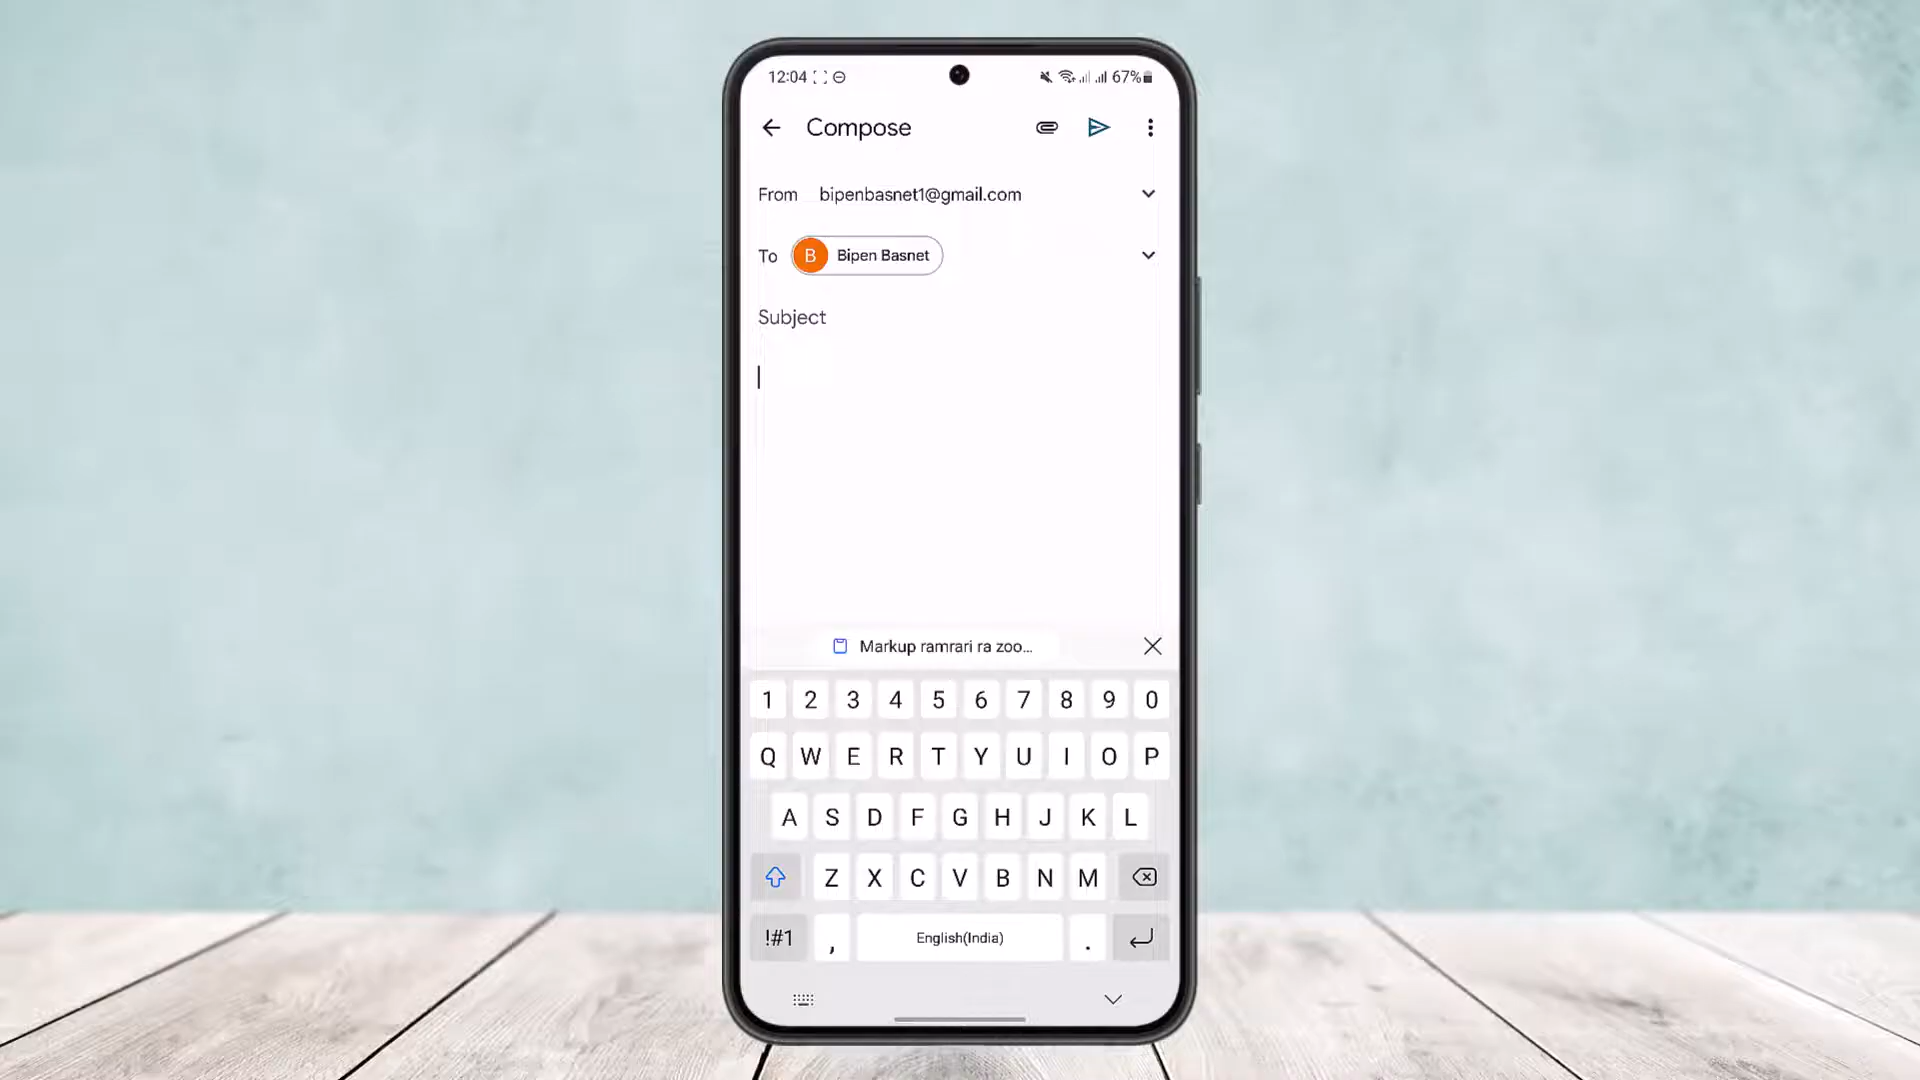 12:04 67%
Compose
From bipenbasnet1@gmail.com
To B Bipen Basnet
Subject
Markup ramrari ra zoo...
1 2 3 4 5 6 7 8 9 0
Q W E R T Y U I O P
A S D F G H J K L
Z X C V B N M
!#1 , English(India) .